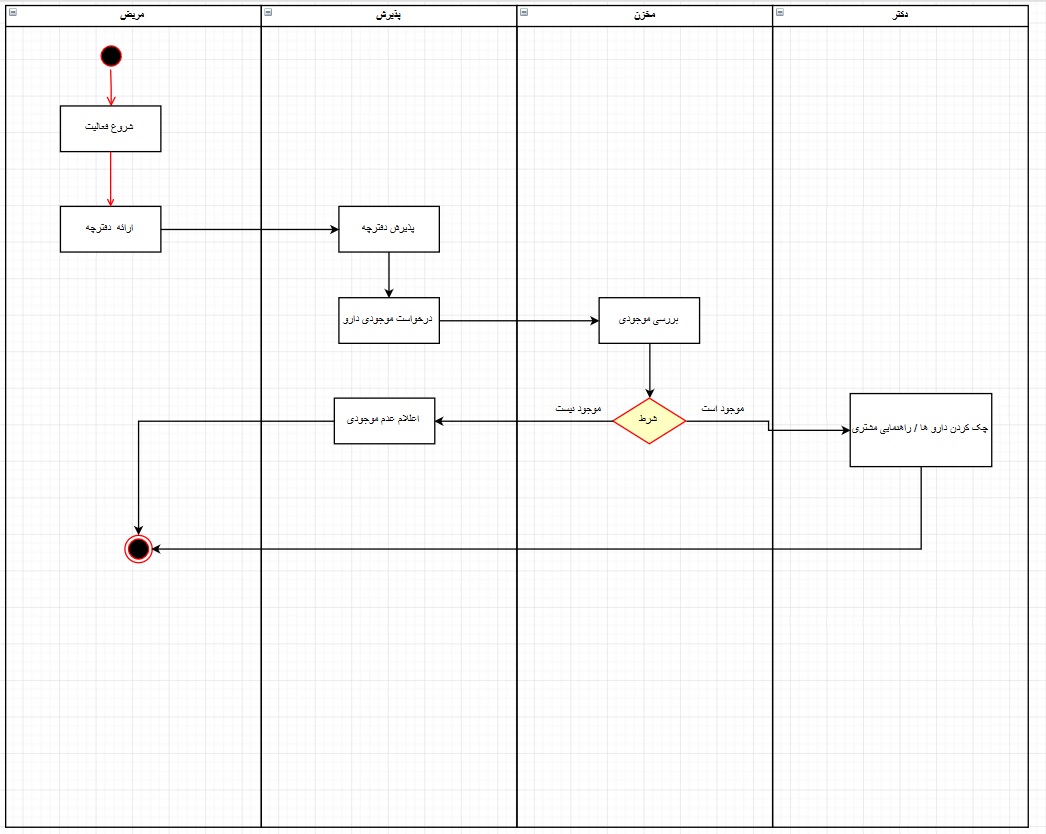 مریض
پذیرش
مخزن
دکتر
شروع فعالیت
ارائه دفترچه
پذیرش دفترچه
درخواست موجودی دارو
بررسی موجودی
موجود است
شرط
موجود نیست
اعلام عدم موجودی
چک کردن دارو ها / راهنمایی مشتری